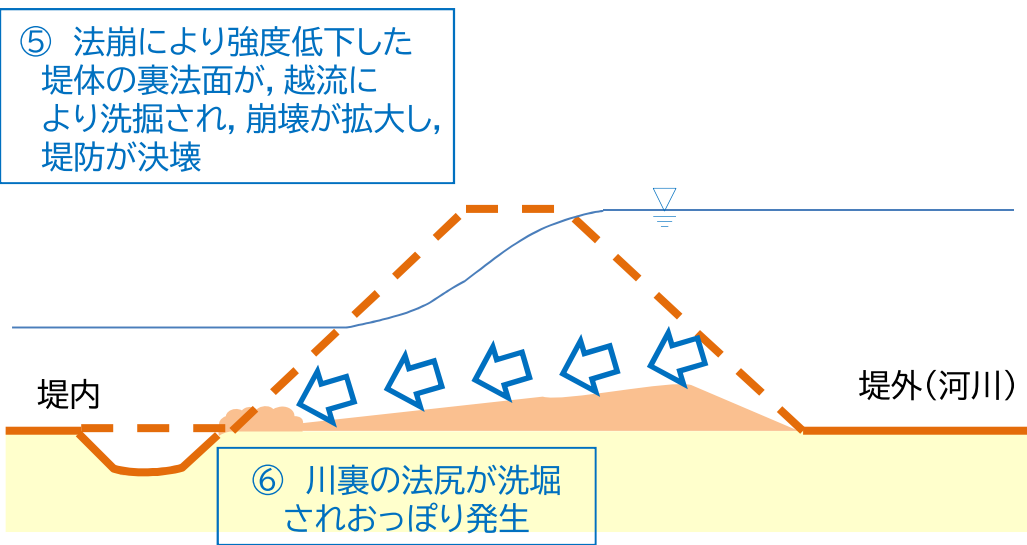 ⑤　法崩により強度低下した
堤体の裏法面が，越流に
より洗掘され，崩壊が拡大し，
堤防が決壊
堤内
堤外（河川）
⑥　川裏の法尻が洗堀
されおっぽり発生